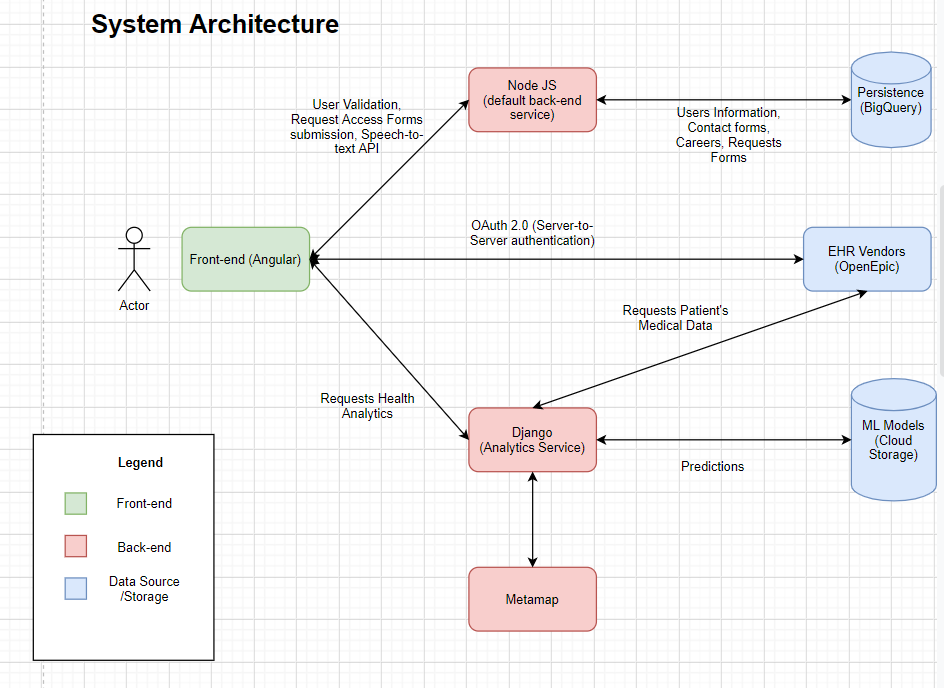 System Architecture
Node JS
(default back-end
service)
Persistence
(BigQuery)
User Validation,
Request Access Forms
submission, Speech-to-
text API
Users Information,
Contact forms,
Careers, Requests
Forms
OAuth 2.0 (Server-to-
Server authentication)
Front-end (Angular)
EHR Vendors
(OpenEpic)
Actor
Requests Patient's
Medical Data
Requests Health
Analytics
Django
(Analytics Service)
ML Models
(Cloud
Storage)
Predictions
Legend
Front-end
Back-end
Data Source
/Storage
Metamap